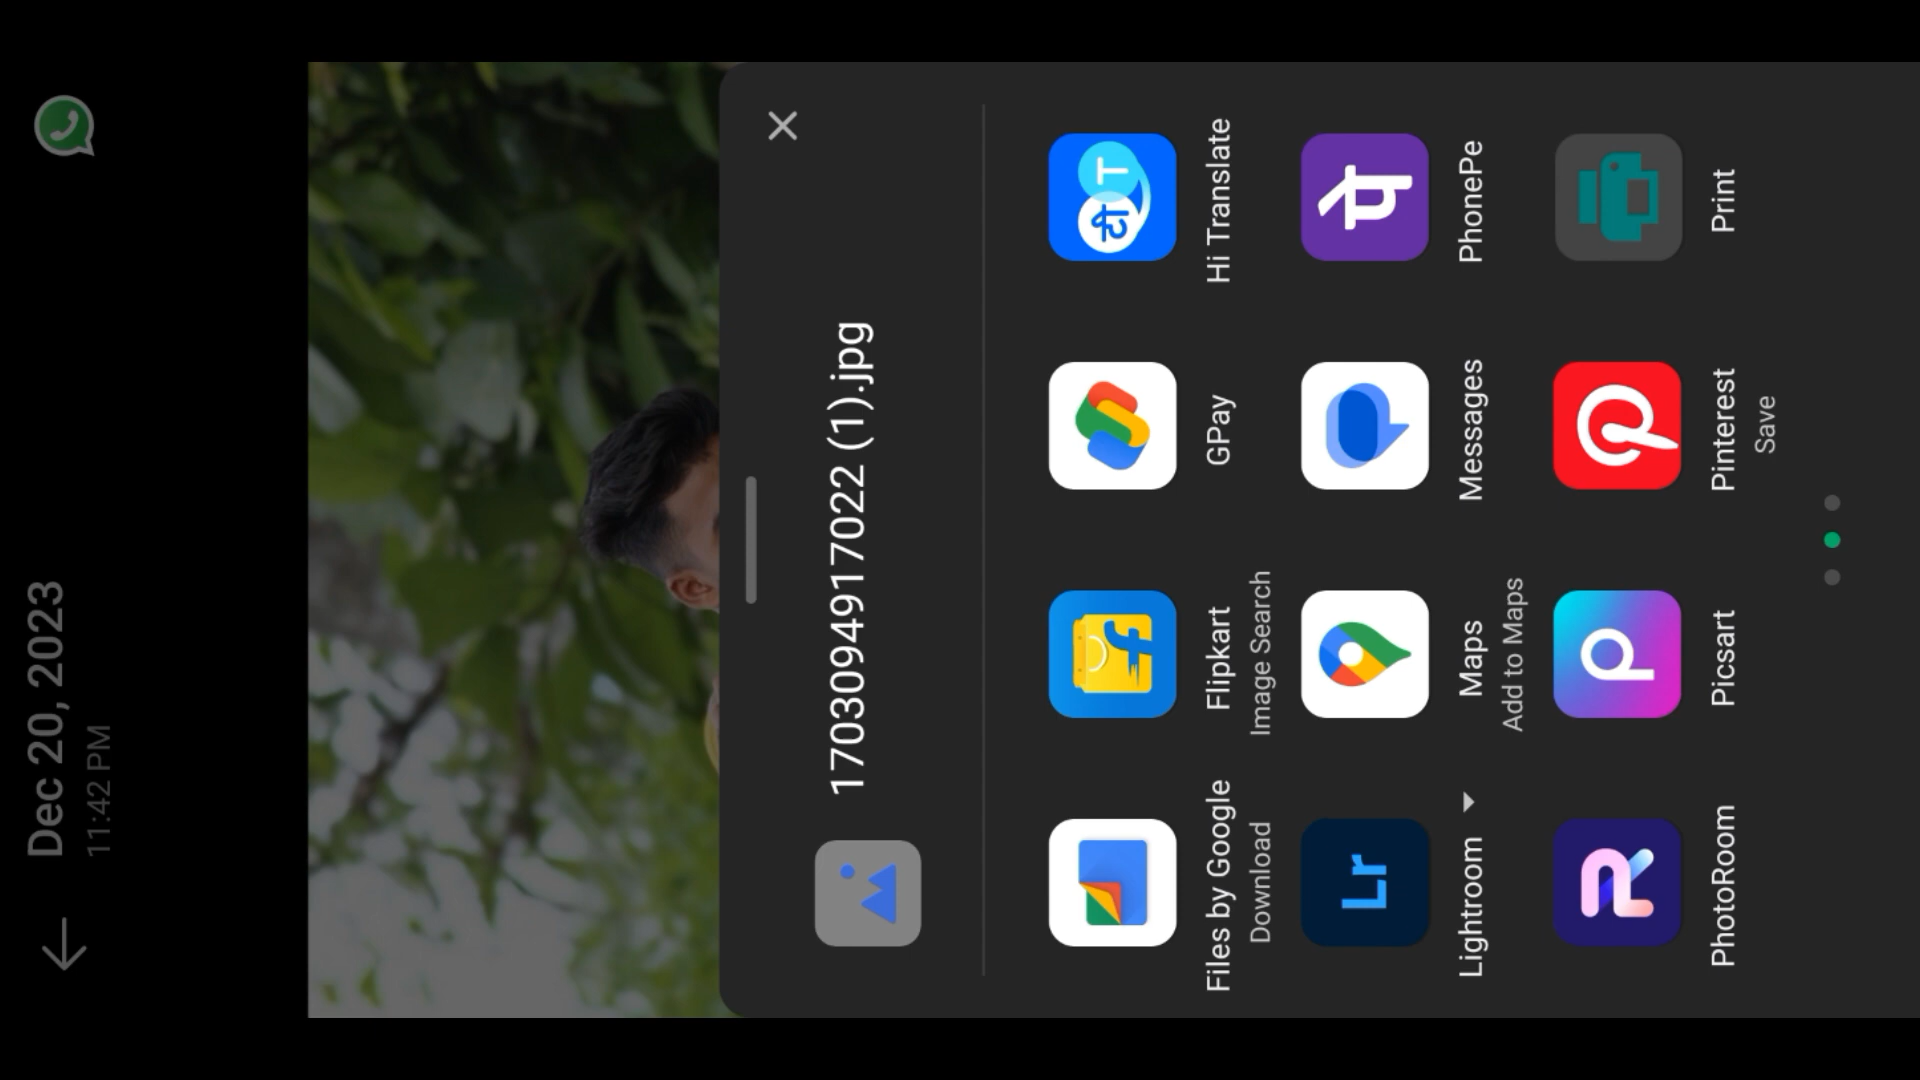 Dec 20, 2023
11:42 PM
1703094917022 (1).jpg
Files by Google
Download
Flipkart
Image Search
GPay
Hi Translate
Lr
Lightroom
Maps
Add to Maps
Messages
PhonePe
PhotoRoom
Picsart
Pinterest
Save
Print